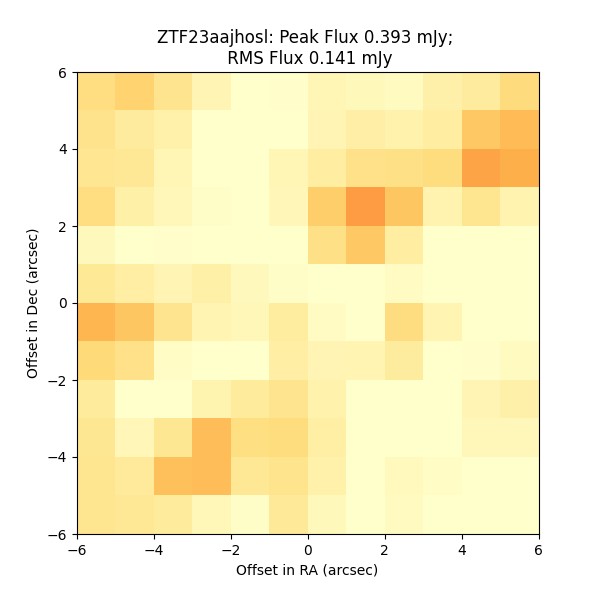 ZTF23aajhosl: Peak Flux 0.393 mJy;
RMS Flux 0.141 mJy
6
4
2
0
−2
−4
−6
Offset in Dec (arcsec)
−6 −4 −2 0 2 4 6
Offset in RA (arcsec)